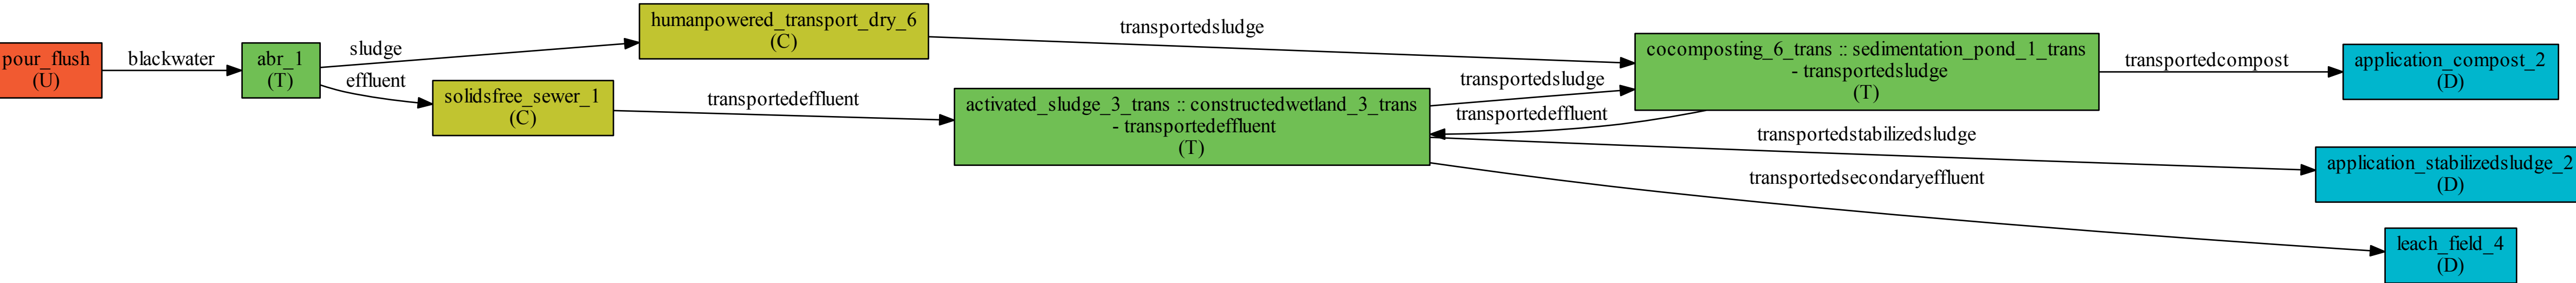 pour_flush
(U)
blackwater
abr_1
(T)
sludge
effluent
humanpowered_transport_dry_6
(C)
solidsfree_sewer_1
(C)
transportedsludge
transportedeffluent
activated_sludge_3_trans :: constructedwetland_3_trans
- transportedeffluent
(T)
transportedsludge
transportedeffluent
cocomposting_6_trans :: sedimentation_pond_1_trans
- transportedsludge
(T)
transportedcompost
transportedstabilizedsludge
transportedsecondaryeffluent
application_compost_2
(D)
application_stabilizedsludge_2
(D)
leach_field_4
(D)